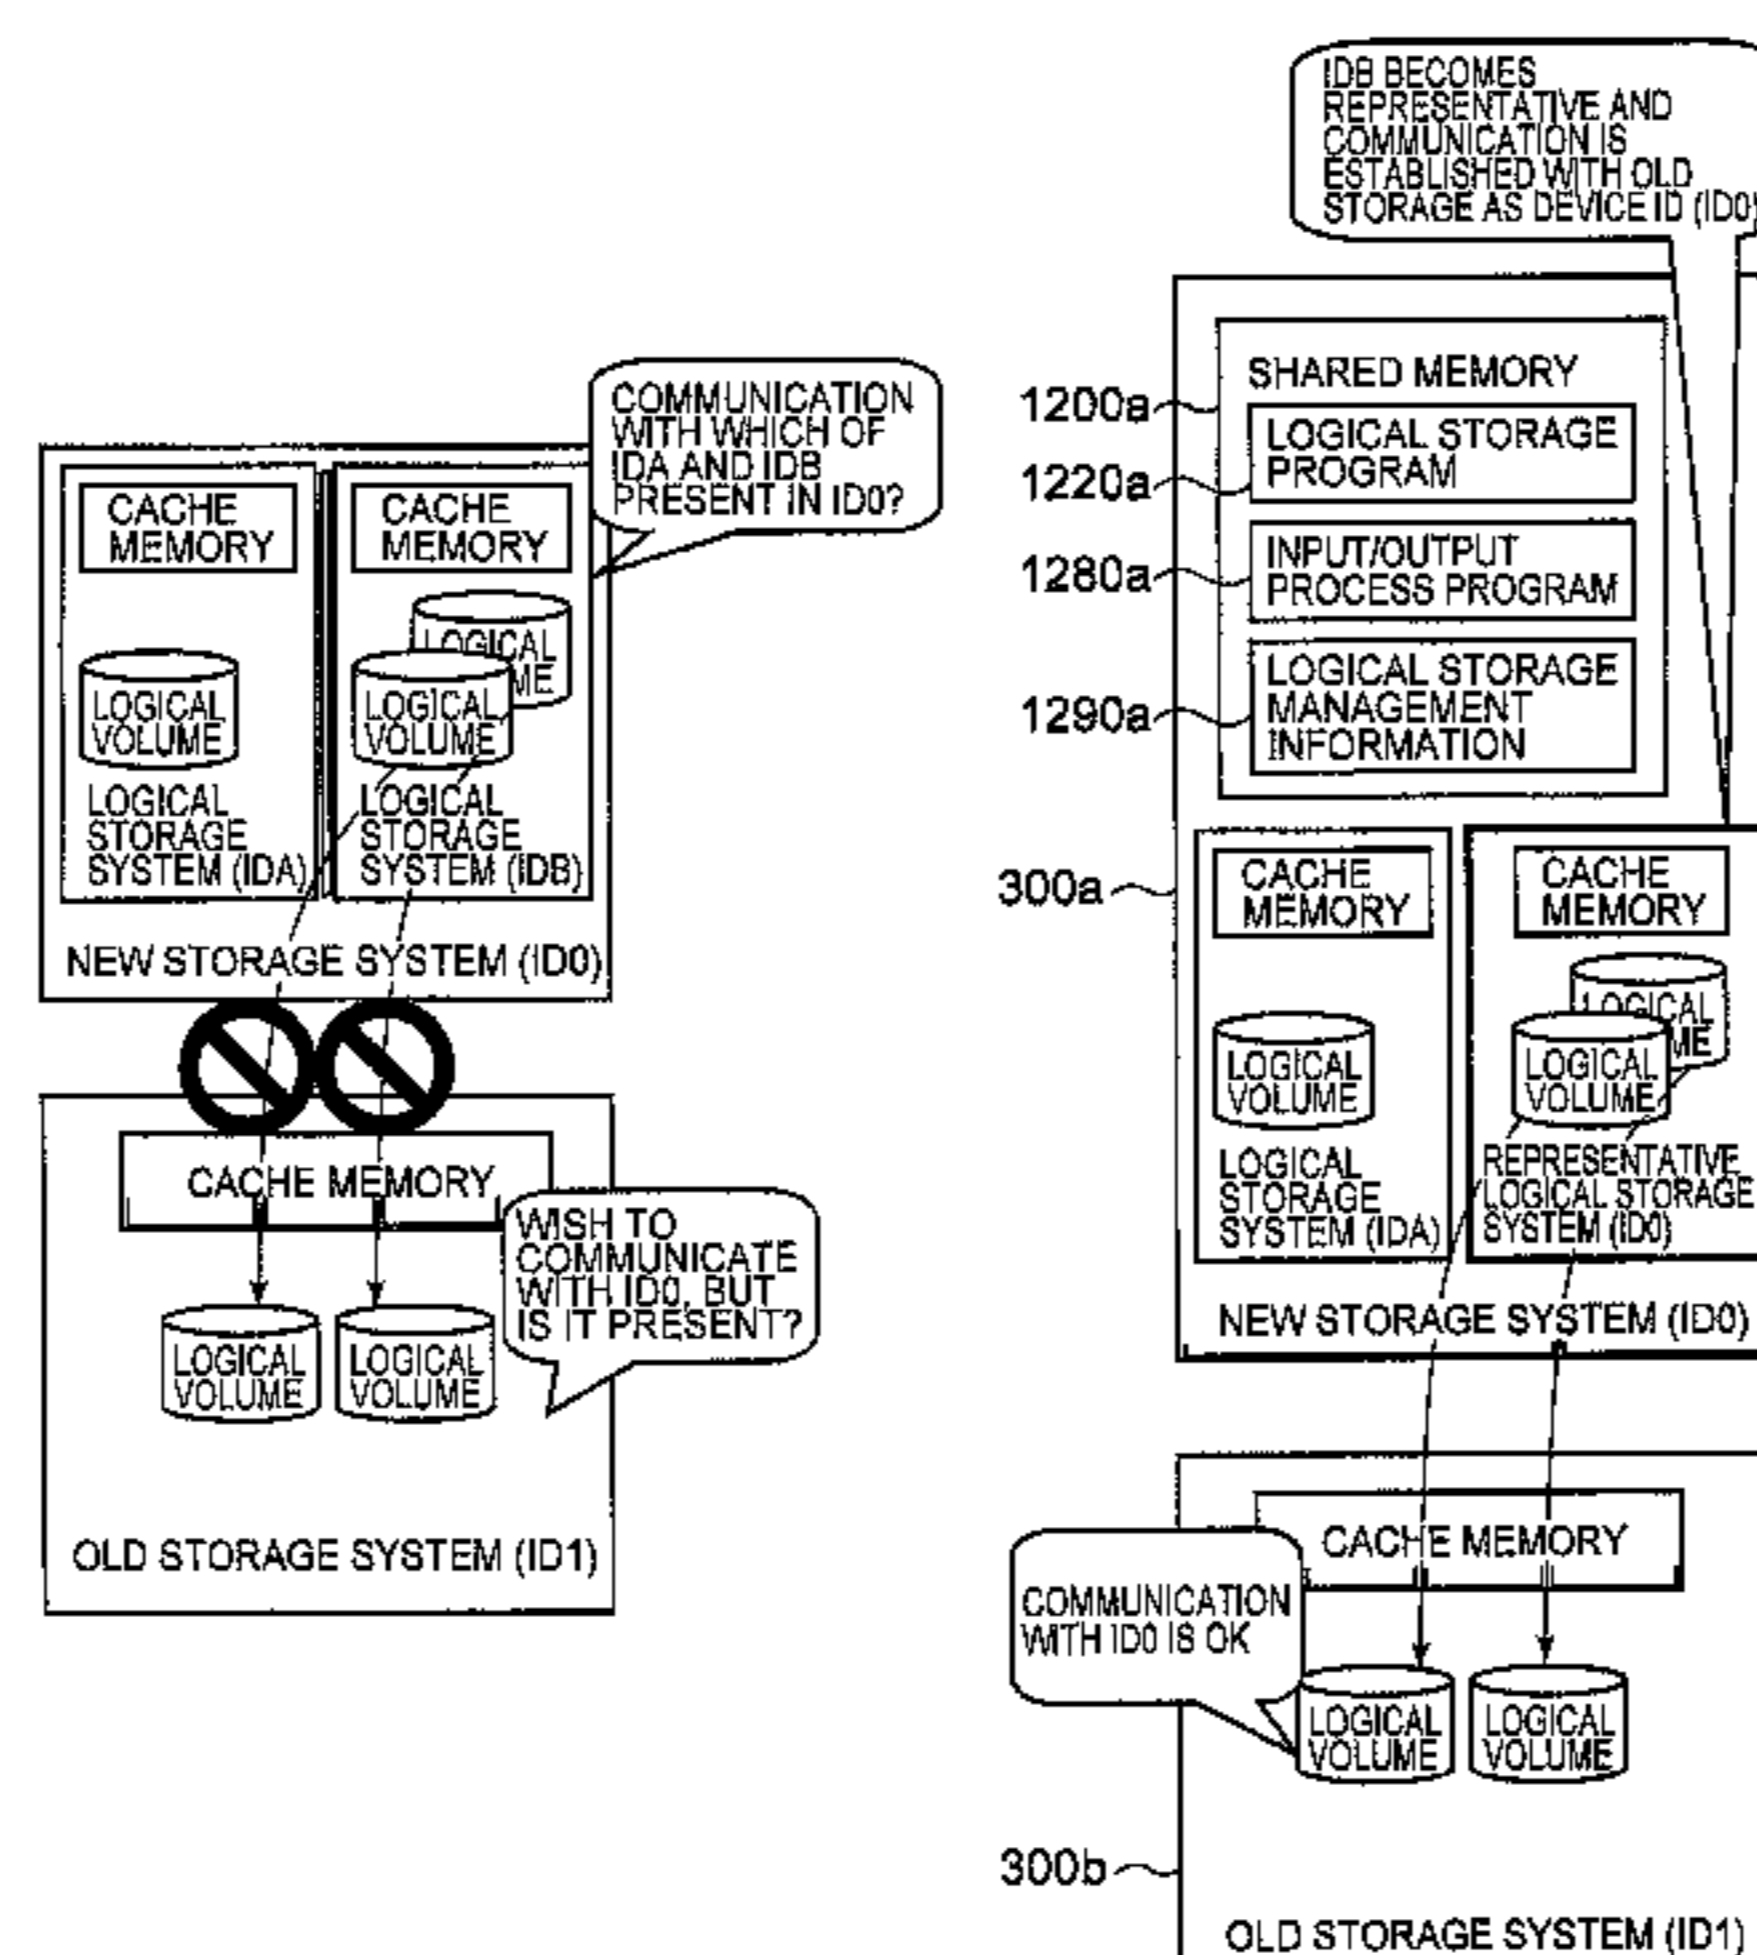 COMMUNICATION
WITH WHICH OF
IDA AND IDB
PRESENT IN ID0?
CACHE
MEMORY
CACHE
MEMORY
LOGICAL
LOGICAL
VOLUME
LOGICAL
VOLUME
LOGICAL
STORAGE
SYSTEM (IDA)
LOGICAL
STORAGE
SYSTEM (IDB)
NEW STORAGE SYSTEM (ID0)
CACHE MEMORY
WISH TO
COMMUNICATE
WITH ID0, BUT
IS IT PRESENT?
LOGICAL
VOLUME
LOGICAL
VOLUME
OLD STORAGE SYSTEM (ID1)
IDB BECOMES
REPRESENTATIVE AND
COMMUNICATION IS
ESTABLISHED WITH OLD
STORAGE AS DEVICE ID (ID0)
SHARED MEMORY
1200a
LOGICAL STORAGE
PROGRAM
1220a
INPUT/OUTPUT
PROCESS PROGRAM
1280a
LOGICAL STORAGE
MANAGEMENT
INFORMATION
1290a
300a
CACHE
MEMORY
CACHE
MEMORY
LOGICAL
ME
LOGICAL
VOLUME
LOGICAL
VOLUME
LOGICAL
STORAGE
SYSTEM (IDA)
REPRESENTATIVE
LOGICAL STORAGE
SYSTEM (ID0)
NEW STORAGE SYSTEM (ID0)
CACHE MEMORY
COMMUNICATION
WITH ID0 IS OK
LOGICAL
VOLUME
LOGICAL
VOLUME
300b
OLD STORAGE SYSTEM (ID1)